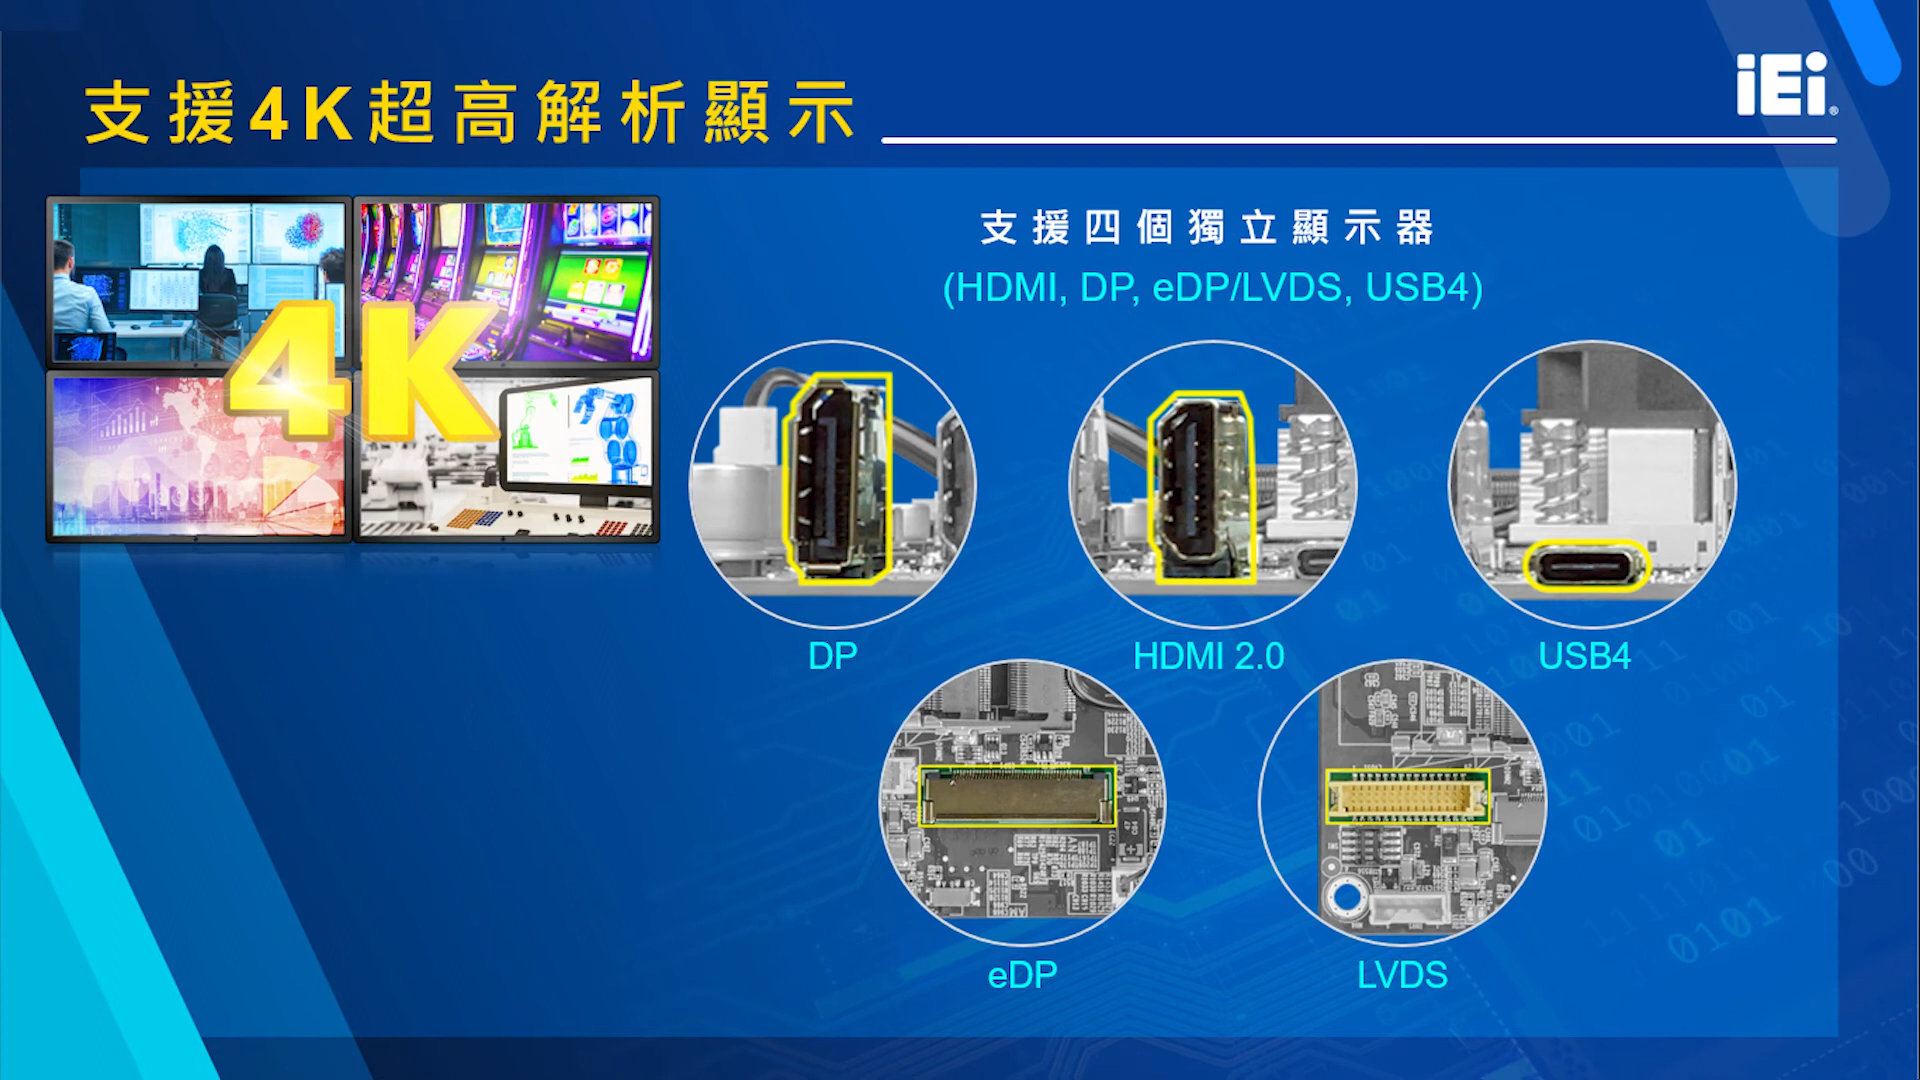 支援4K超高解析顯示
iEi®
4K
支援四個獨立顯示器
(HDMI, DP, eDP/LVDS, USB4)
DP
HDMI 2.0
USB4
eDP
LVDS